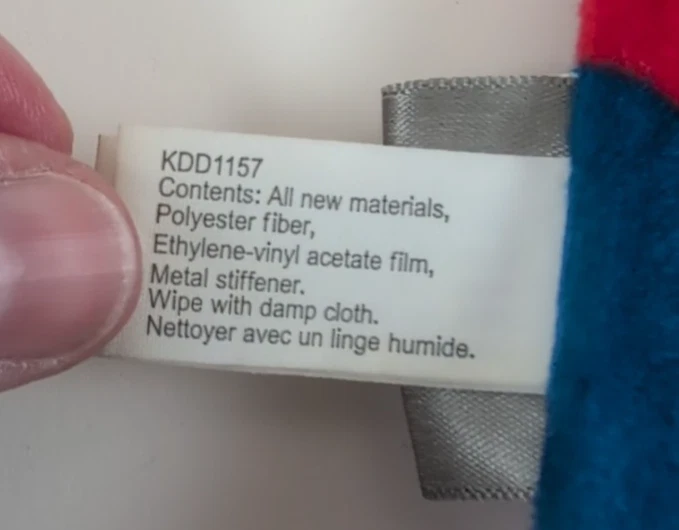 KDD1157
Contents: All new materials,
Polyester fiber,
Ethylene-vinyl acetate film,
Metal stiffener.
Wipe with damp cloth.
Nettoyer avec un linge humide.